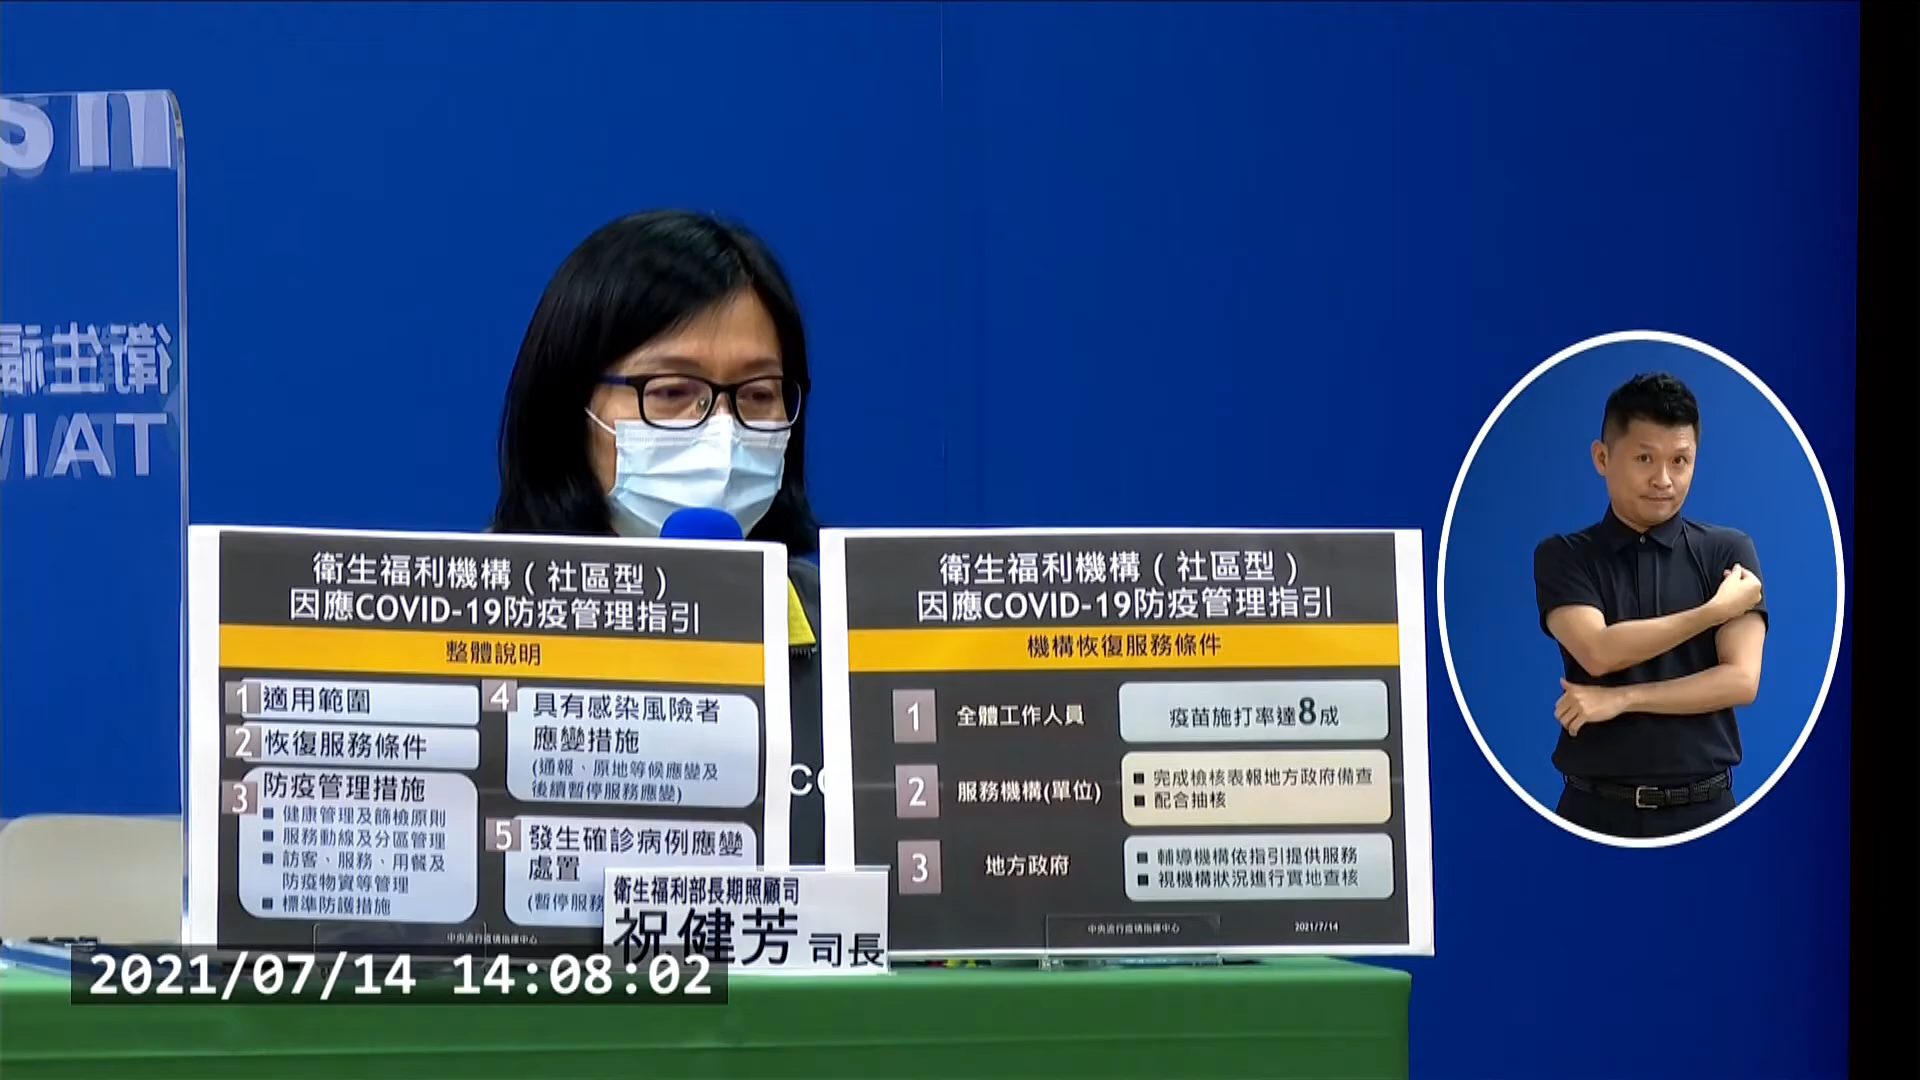 衛生福
TAIW
衛生福利機構（社區型）
因應COVID-19防疫管理指引
整體說明
1 適用範圍
2 恢復服務條件
3 防疫管理措施
■ 健康管理及篩檢原則
■ 服務動線及分區管理
■ 訪客、服務、用餐及
防疫物資等管理
■ 標準防護措施
4 具有感染風險者
應變措施
(通報、原地等候應變及
後續暫停服務應變)
5 發生確診病例應變
處置
(暫停服務
中央流行疫情指揮中心
衛生福利機構（社區型）
因應COVID-19防疫管理指引
機構恢復服務條件
1 全體工作人員
疫苗施打率達8成
2 服務機構(單位)
■ 完成檢核表報地方政府備查
■ 配合抽核
3 地方政府
■ 輔導機構依指引提供服務
■ 視機構狀況進行實地查核
中央流行疫情指揮中心
2021/7/14
衛生福利部長期照顧司
祝健芳 司長
2021/07/14 14:08:02